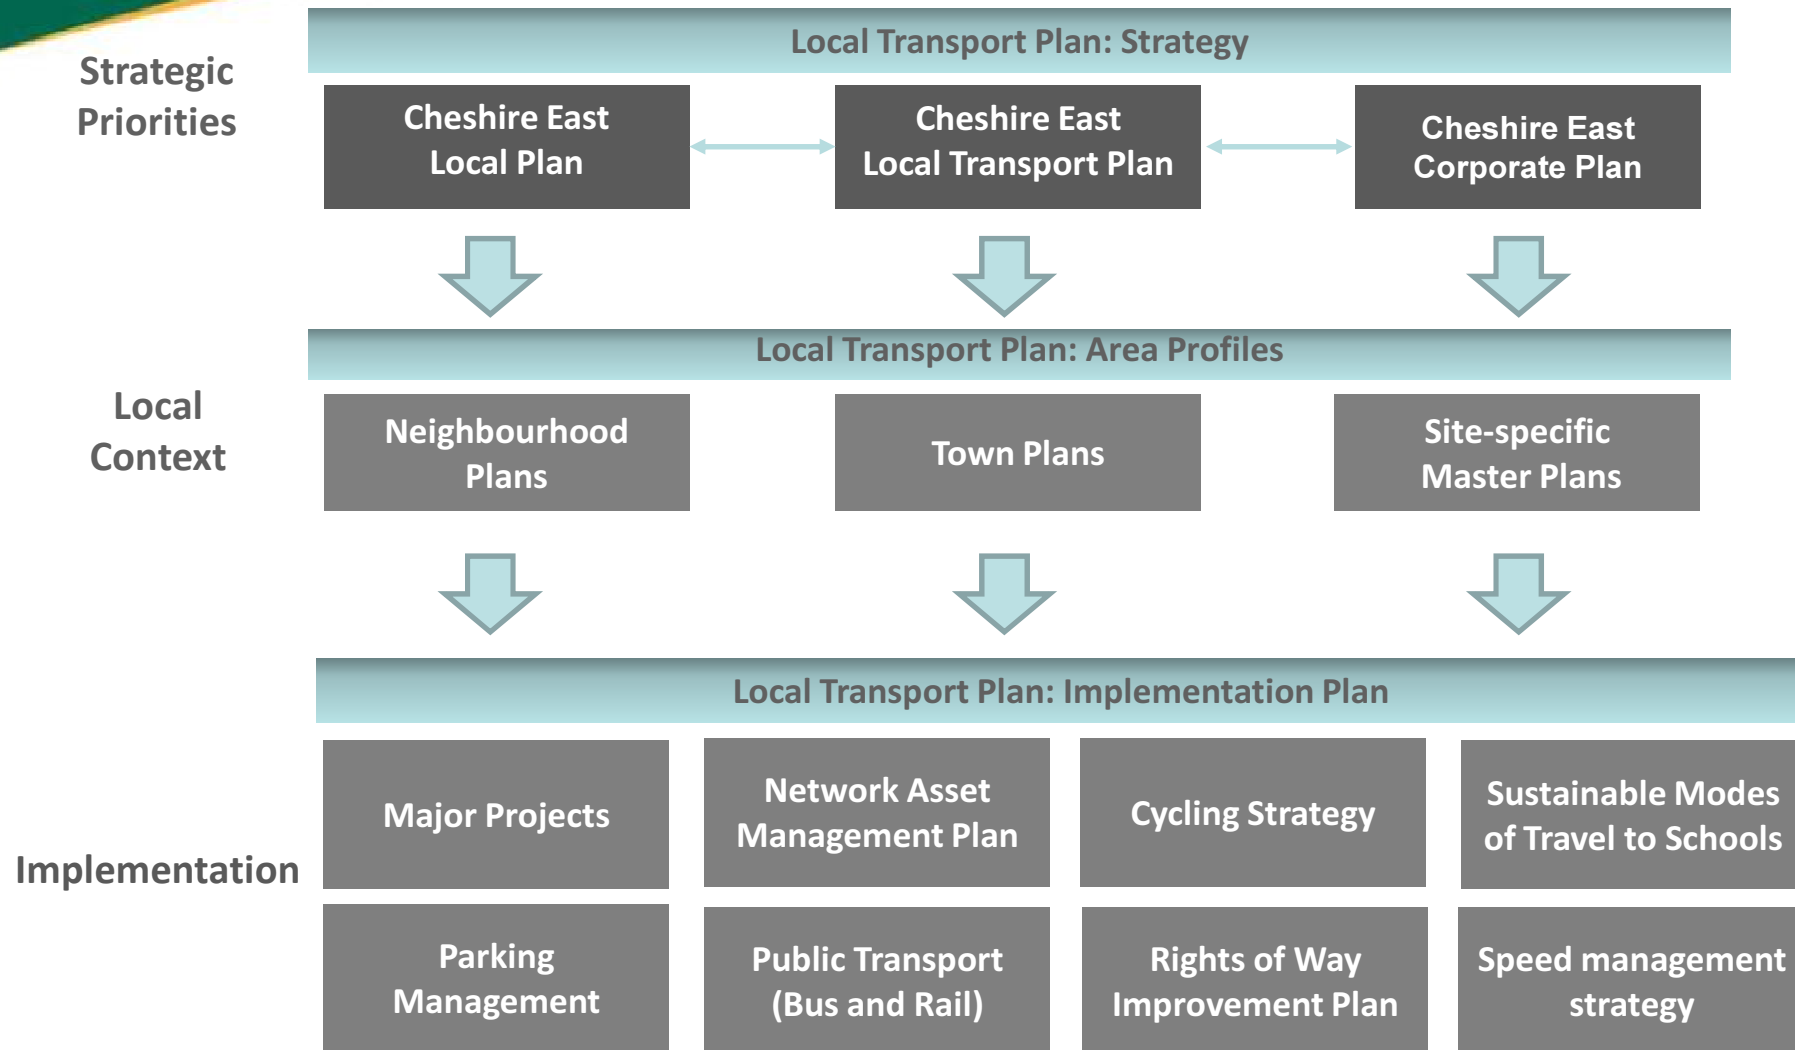 Local Transport Plan: Strategy
Strategic
Priorities
Cheshire East
Local Plan
Cheshire East
Local Transport Plan
Cheshire East
Corporate Plan
Local Transport Plan: Area Profiles
Local
Context
Neighbourhood
Plans
Town Plans
Site-specific
Master Plans
Local Transport Plan: Implementation Plan
Implementation
Major Projects
Network Asset
Management Plan
Cycling Strategy
Sustainable Modes
of Travel to Schools
Parking
Management
Public Transport
(Bus and Rail)
Rights of Way
Improvement Plan
Speed management
strategy